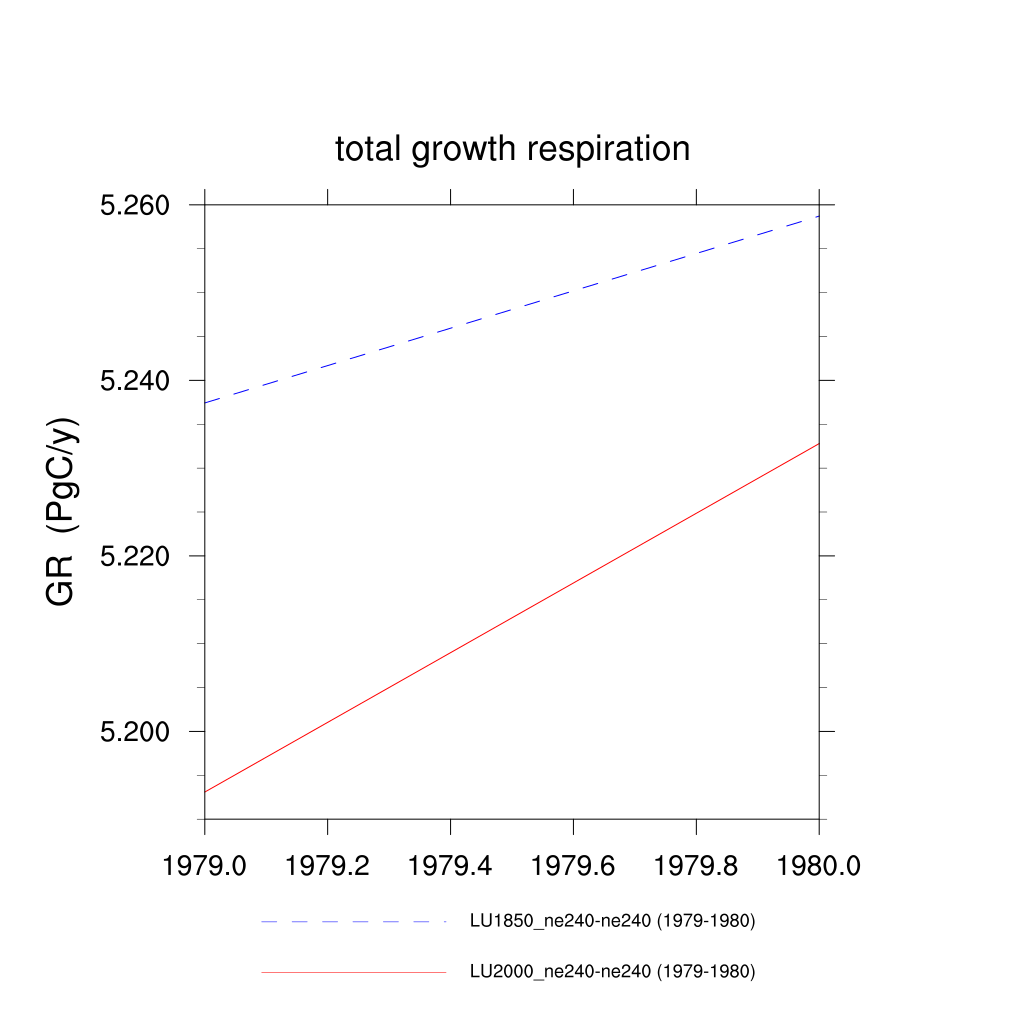 total growth respiration
5.260
5.240
5.220
5.200
GR (PgC/y)
1979.0 1979.2 1979.4 1979.6 1979.8 1980.0
LU1850_ne240-ne240 (1979-1980)
LU2000_ne240-ne240 (1979-1980)